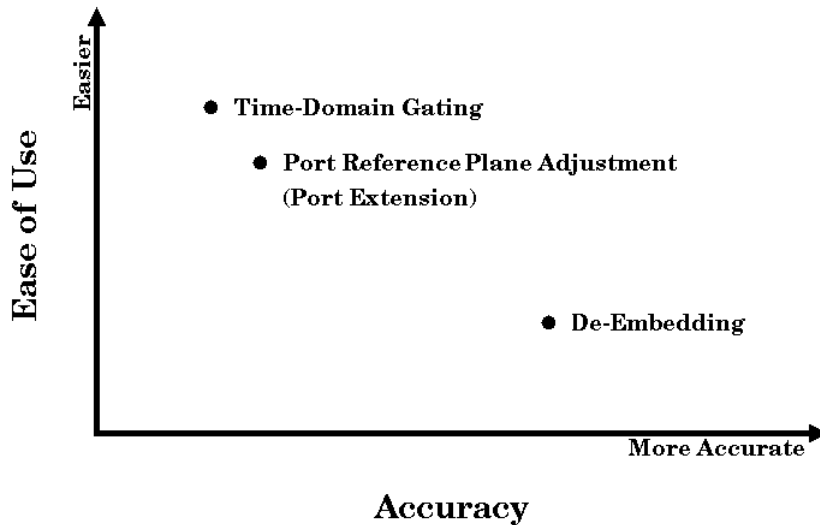 Easier
Ease of Use
Time-Domain Gating
Port Reference Plane Adjustment
(Port Extension)
De-Embedding
More Accurate
Accuracy